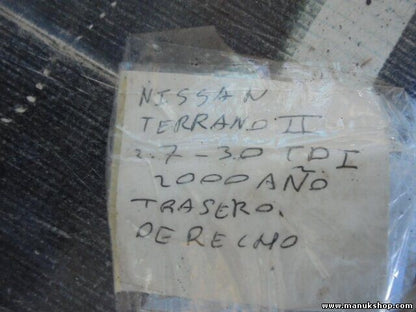 NISSAN
TERRANO II
2.7-3.0 TDI
2000 AÑO
TRASERO.
DERECHO
www.manukshop.com